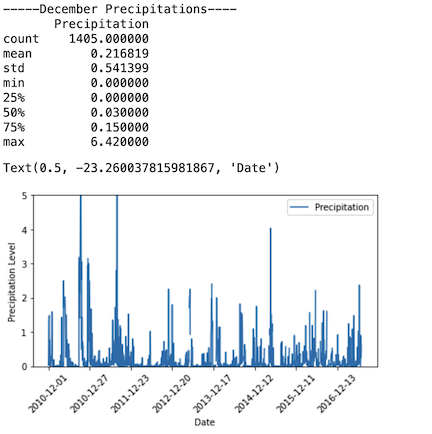 -----December Precipitations----
Precipitation
count 1405.000000
mean 0.216819
std 0.541399
min 0.000000
25% 0.000000
50% 0.030000
75% 0.150000
max 6.420000
Text(0.5, -23.260037815981867, 'Date')
Precipitation
5
4
3
2
1
0
Precipitation Level
2010-12-01
2010-12-27
2011-12-23
2012-12-20
2013-12-17
2014-12-12
2015-12-11
2016-12-13
Date